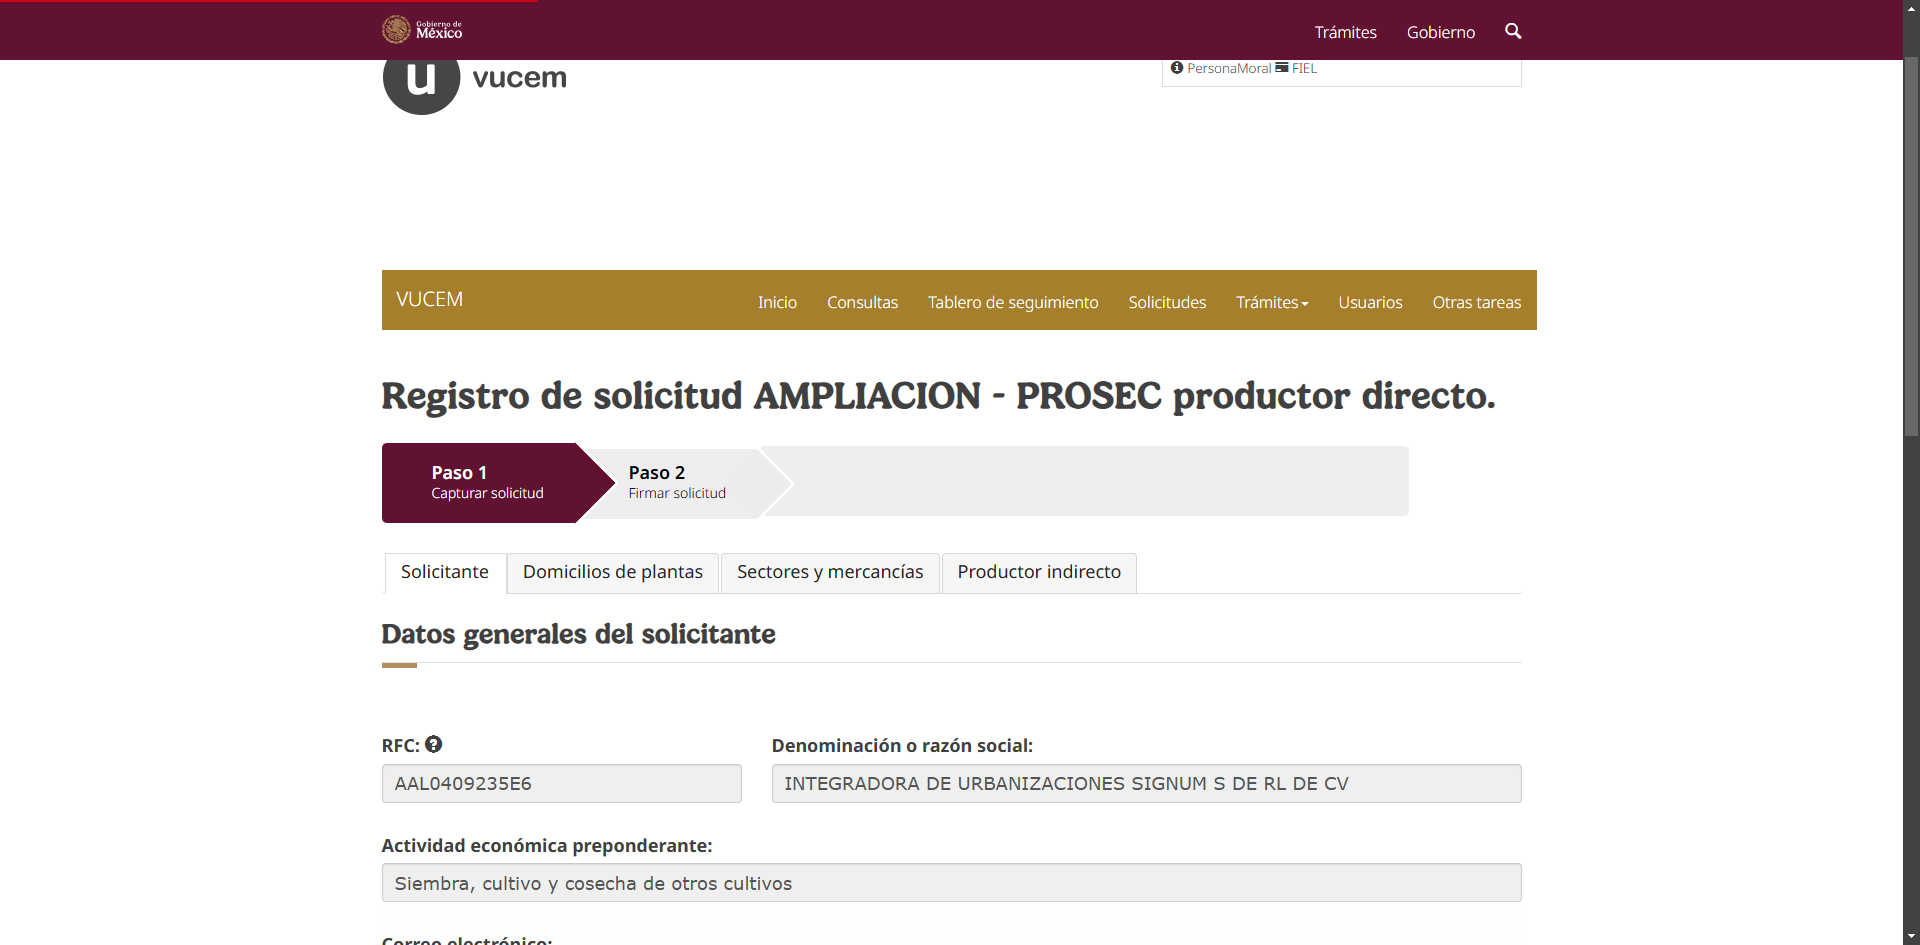 Gobierno de
México
Trámites
Gobierno
u vucem
PersonaMoral FIEL
VUCEM
Inicio
Consultas
Tablero de seguimiento
Solicitudes
Trámites
Usuarios
Otras tareas
Registro de solicitud AMPLIACION - PROSEC productor directo.
Paso 1
Capturar solicitud
Paso 2
Firmar solicitud
Solicitante
Domicilios de plantas
Sectores y mercancías
Productor indirecto
Datos generales del solicitante
RFC:
AAL0409235E6
Denominación o razón social:
INTEGRADORA DE URBANIZACIONES SIGNUM S DE RL DE CV
Actividad económica preponderante:
Siembra, cultivo y cosecha de otros cultivos
Correo electrónico: